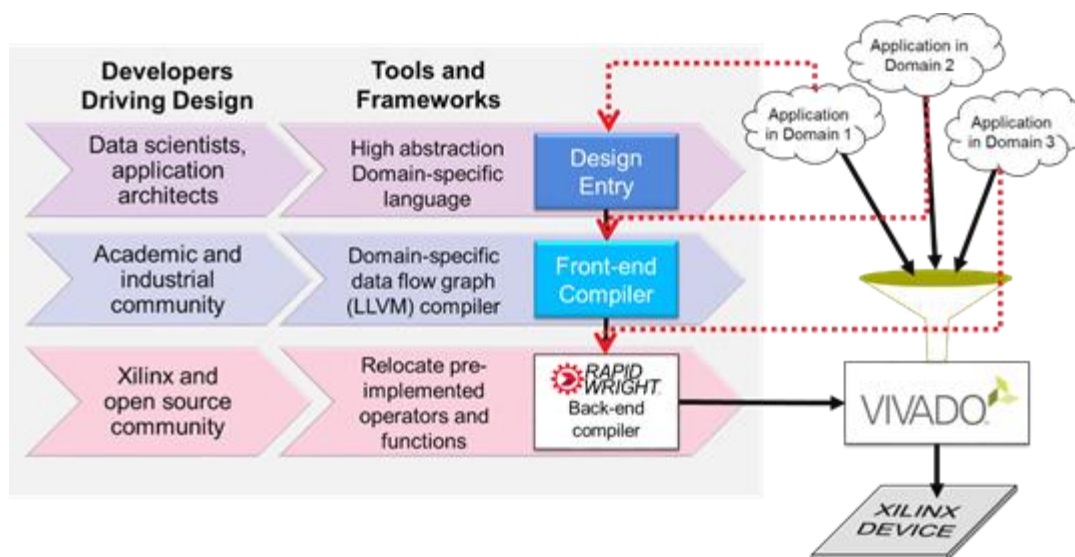 Developers
Driving Design
Tools and
Frameworks
Application in
Domain 2
Application
in Domain 1
Application
in Domain 3
Data scientists,
application
architects
High abstraction
Domain-specific
language
Design
Entry
Academic and
industrial
community
Domain-specific
data flow graph
(LLVM) compiler
Front-end
Compiler
Xilinx and
open source
community
Relocate pre-
implemented
operators and
functions
RAPID
WRIGHT
Back-end
compiler
VIVADO
XILINX
DEVICE